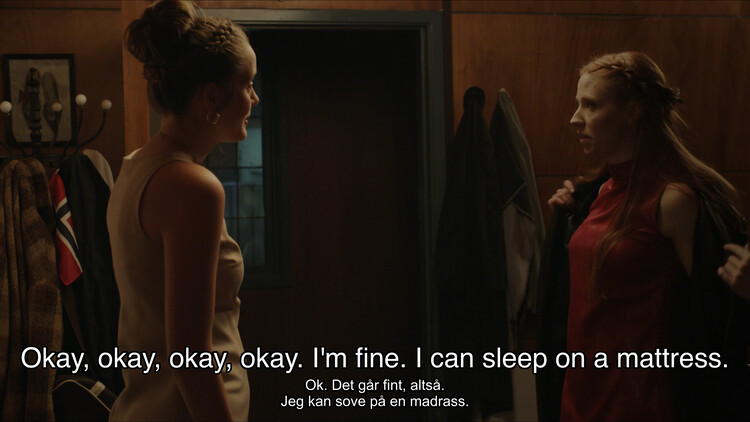 Okay, okay, okay, okay. I'm fine. I can sleep on a mattress.
Ok. Det går fint, altså.
Jeg kan sove på en madrass.